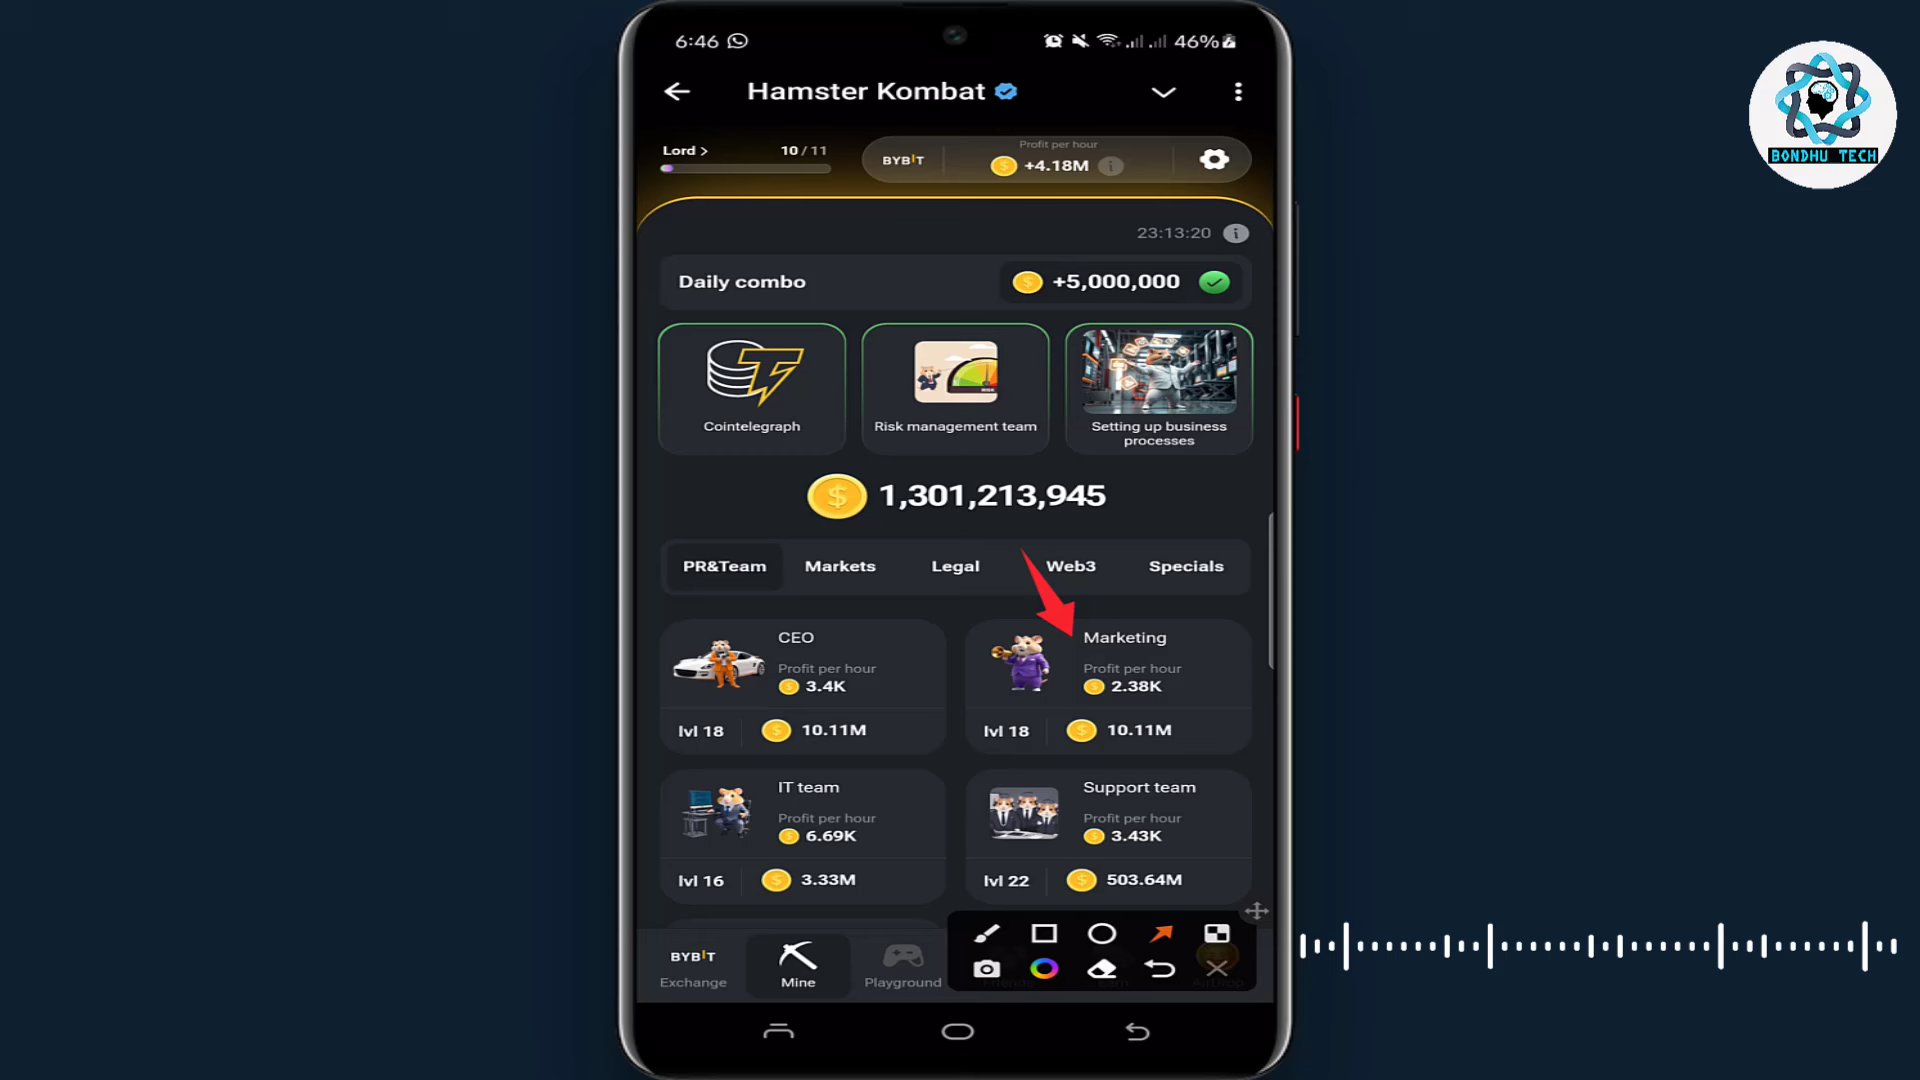 6:46
46%
Hamster Kombat
Lord >
10 / 11
BYBIT
Profit per hour
+4.18M
BONDHU TECH
23:13:20
Daily combo
+5,000,000
Cointelegraph
RISK
Risk management team
Setting up business
processes
1,301,213,945
PR&Team
Markets
Legal
Web3
Specials
CEO
Profit per hour
3.4K
lvl 18
10.11M
Marketing
Profit per hour
2.38K
lvl 18
10.11M
IT team
Profit per hour
6.69K
lvl 16
3.33M
Support team
Profit per hour
3.43K
lvl 22
503.64M
BYBIT
Exchange
Mine
Playground